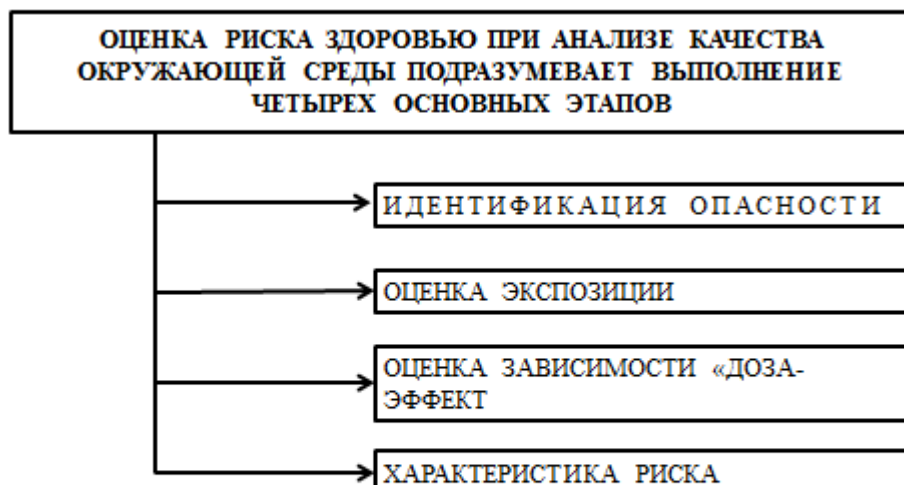 ОЦЕНКА РИСКА ЗДОРОВЬЮ ПРИ АНАЛИЗЕ КАЧЕСТВА
ОКРУЖАЮЩЕЙ СРЕДЫ ПОДРАЗУМЕВАЕТ ВЫПОЛНЕНИЕ
ЧЕТЫРЕХ ОСНОВНЫХ ЭТАПОВ
ИДЕНТИФИКАЦИЯ ОПАСНОСТИ
ОЦЕНКА ЭКСПОЗИЦИИ
ОЦЕНКА ЗАВИСИМОСТИ «ДОЗА-
ЭФФЕКТ
ХАРАКТЕРИСТИКА РИСКА